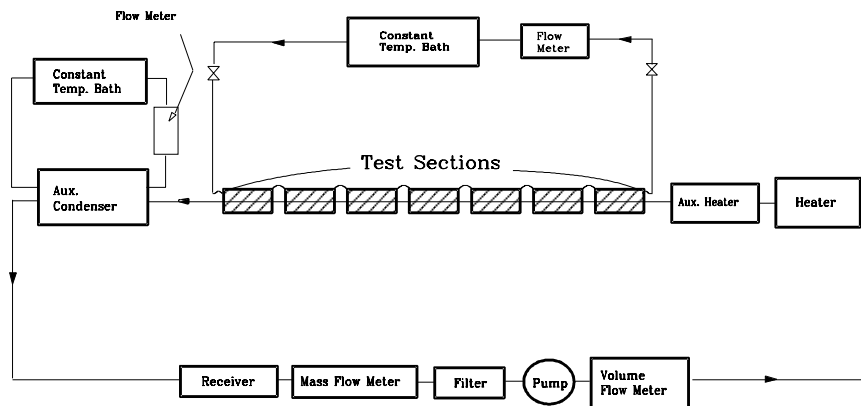 Flow Meter
Constant
Temp. Bath
Flow
Meter
Constant
Temp. Bath
Test Sections
Aux.
Condenser
Aux. Heater
Heater
Receiver
Mass Flow Meter
Filter
Pump
Volume
Flow Meter